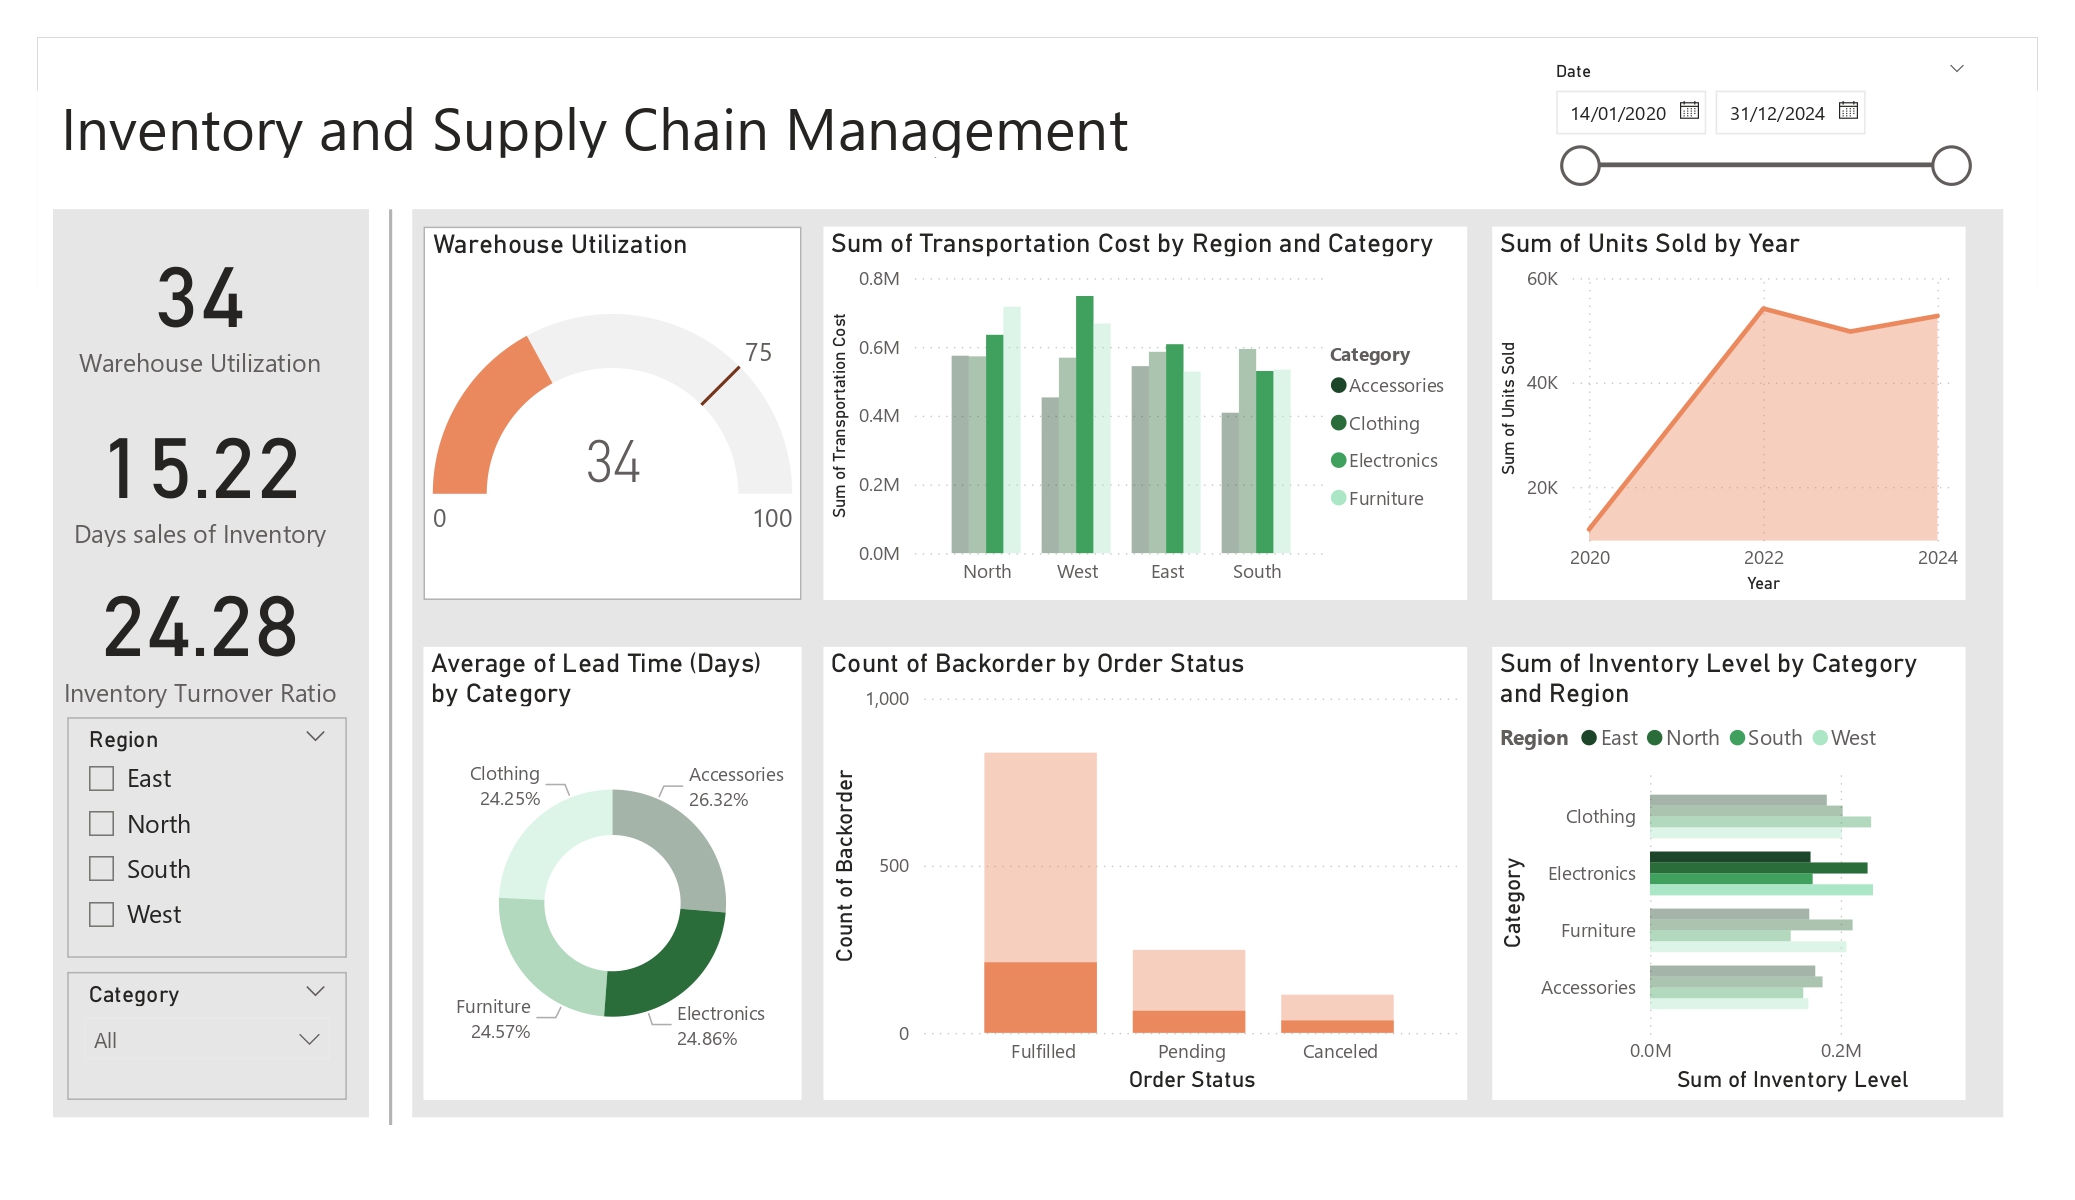 Inventory and Supply Chain Management
Date
14/01/2020
31/12/2024
34
Warehouse Utilization
15.22
Days sales of Inventory
24.28
Inventory Turnover Ratio
Region
East
North
South
West
Category
All
Warehouse Utilization
75
34
0
100
Sum of Transportation Cost by Region and Category
Sum of Transportation Cost
0.8M
0.6M
0.4M
0.2M
0.0M
North
West
East
South
Category
Accessories
Clothing
Electronics
Furniture
Sum of Units Sold by Year
Sum of Units Sold
60K
40K
20K
2020
2022
2024
Year
Average of Lead Time (Days)
by Category
Clothing
24.25%
Accessories
26.32%
Furniture
24.57%
Electronics
24.86%
Count of Backorder by Order Status
Count of Backorder
1,000
500
0
Fulfilled
Pending
Canceled
Order Status
Sum of Inventory Level by Category
and Region
Region East North South West
Category
Clothing
Electronics
Furniture
Accessories
0.0M
0.2M
Sum of Inventory Level